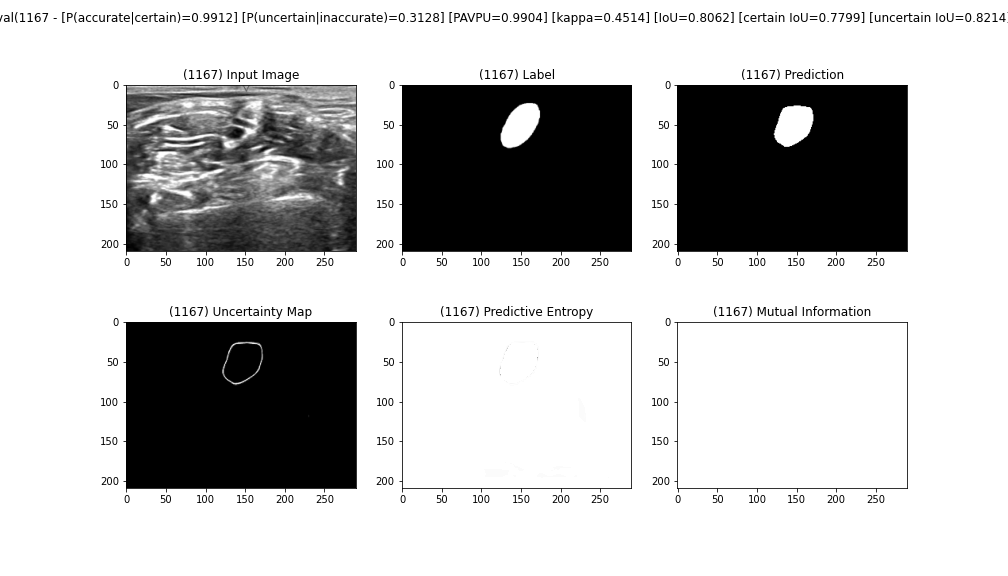 val(1167 - [P(accurate|certain)=0.9912] [P(uncertain|inaccurate)=0.3128] [PAVPU=0.9904] [kappa=0.4514] [IoU=0.8062] [certain IoU=0.7799] [uncertain IoU=0.8214]
(1167) Input Image
0
50
100
150
200
0 50 100 150 200 250
(1167) Label
0
50
100
150
200
0 50 100 150 200 250
(1167) Prediction
0
50
100
150
200
0 50 100 150 200 250
(1167) Uncertainty Map
0
50
100
150
200
0 50 100 150 200 250
(1167) Predictive Entropy
0
50
100
150
200
0 50 100 150 200 250
(1167) Mutual Information
0
50
100
150
200
0 50 100 150 200 250